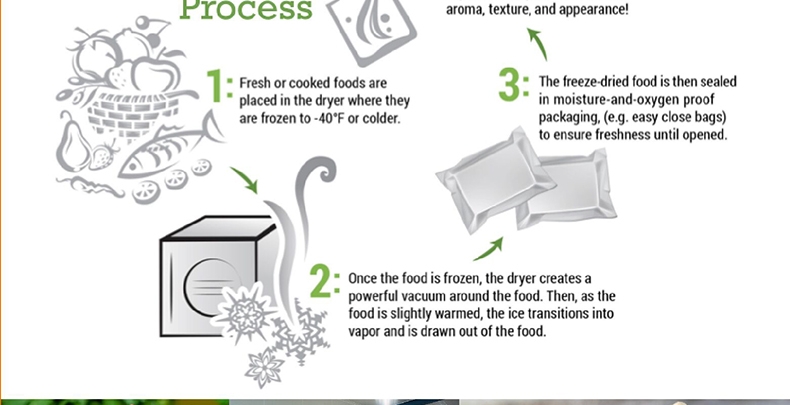 Process
aroma, texture, and appearance!
1:
Fresh or cooked foods are
placed in the dryer where they
are frozen to -40°F or colder.
2:
Once the food is frozen, the dryer creates a
powerful vacuum around the food. Then, as the
food is slightly warmed, the ice transitions into
vapor and is drawn out of the food.
3:
The freeze-dried food is then sealed
in moisture-and-oxygen proof
packaging, (e.g. easy close bags)
to ensure freshness until opened.